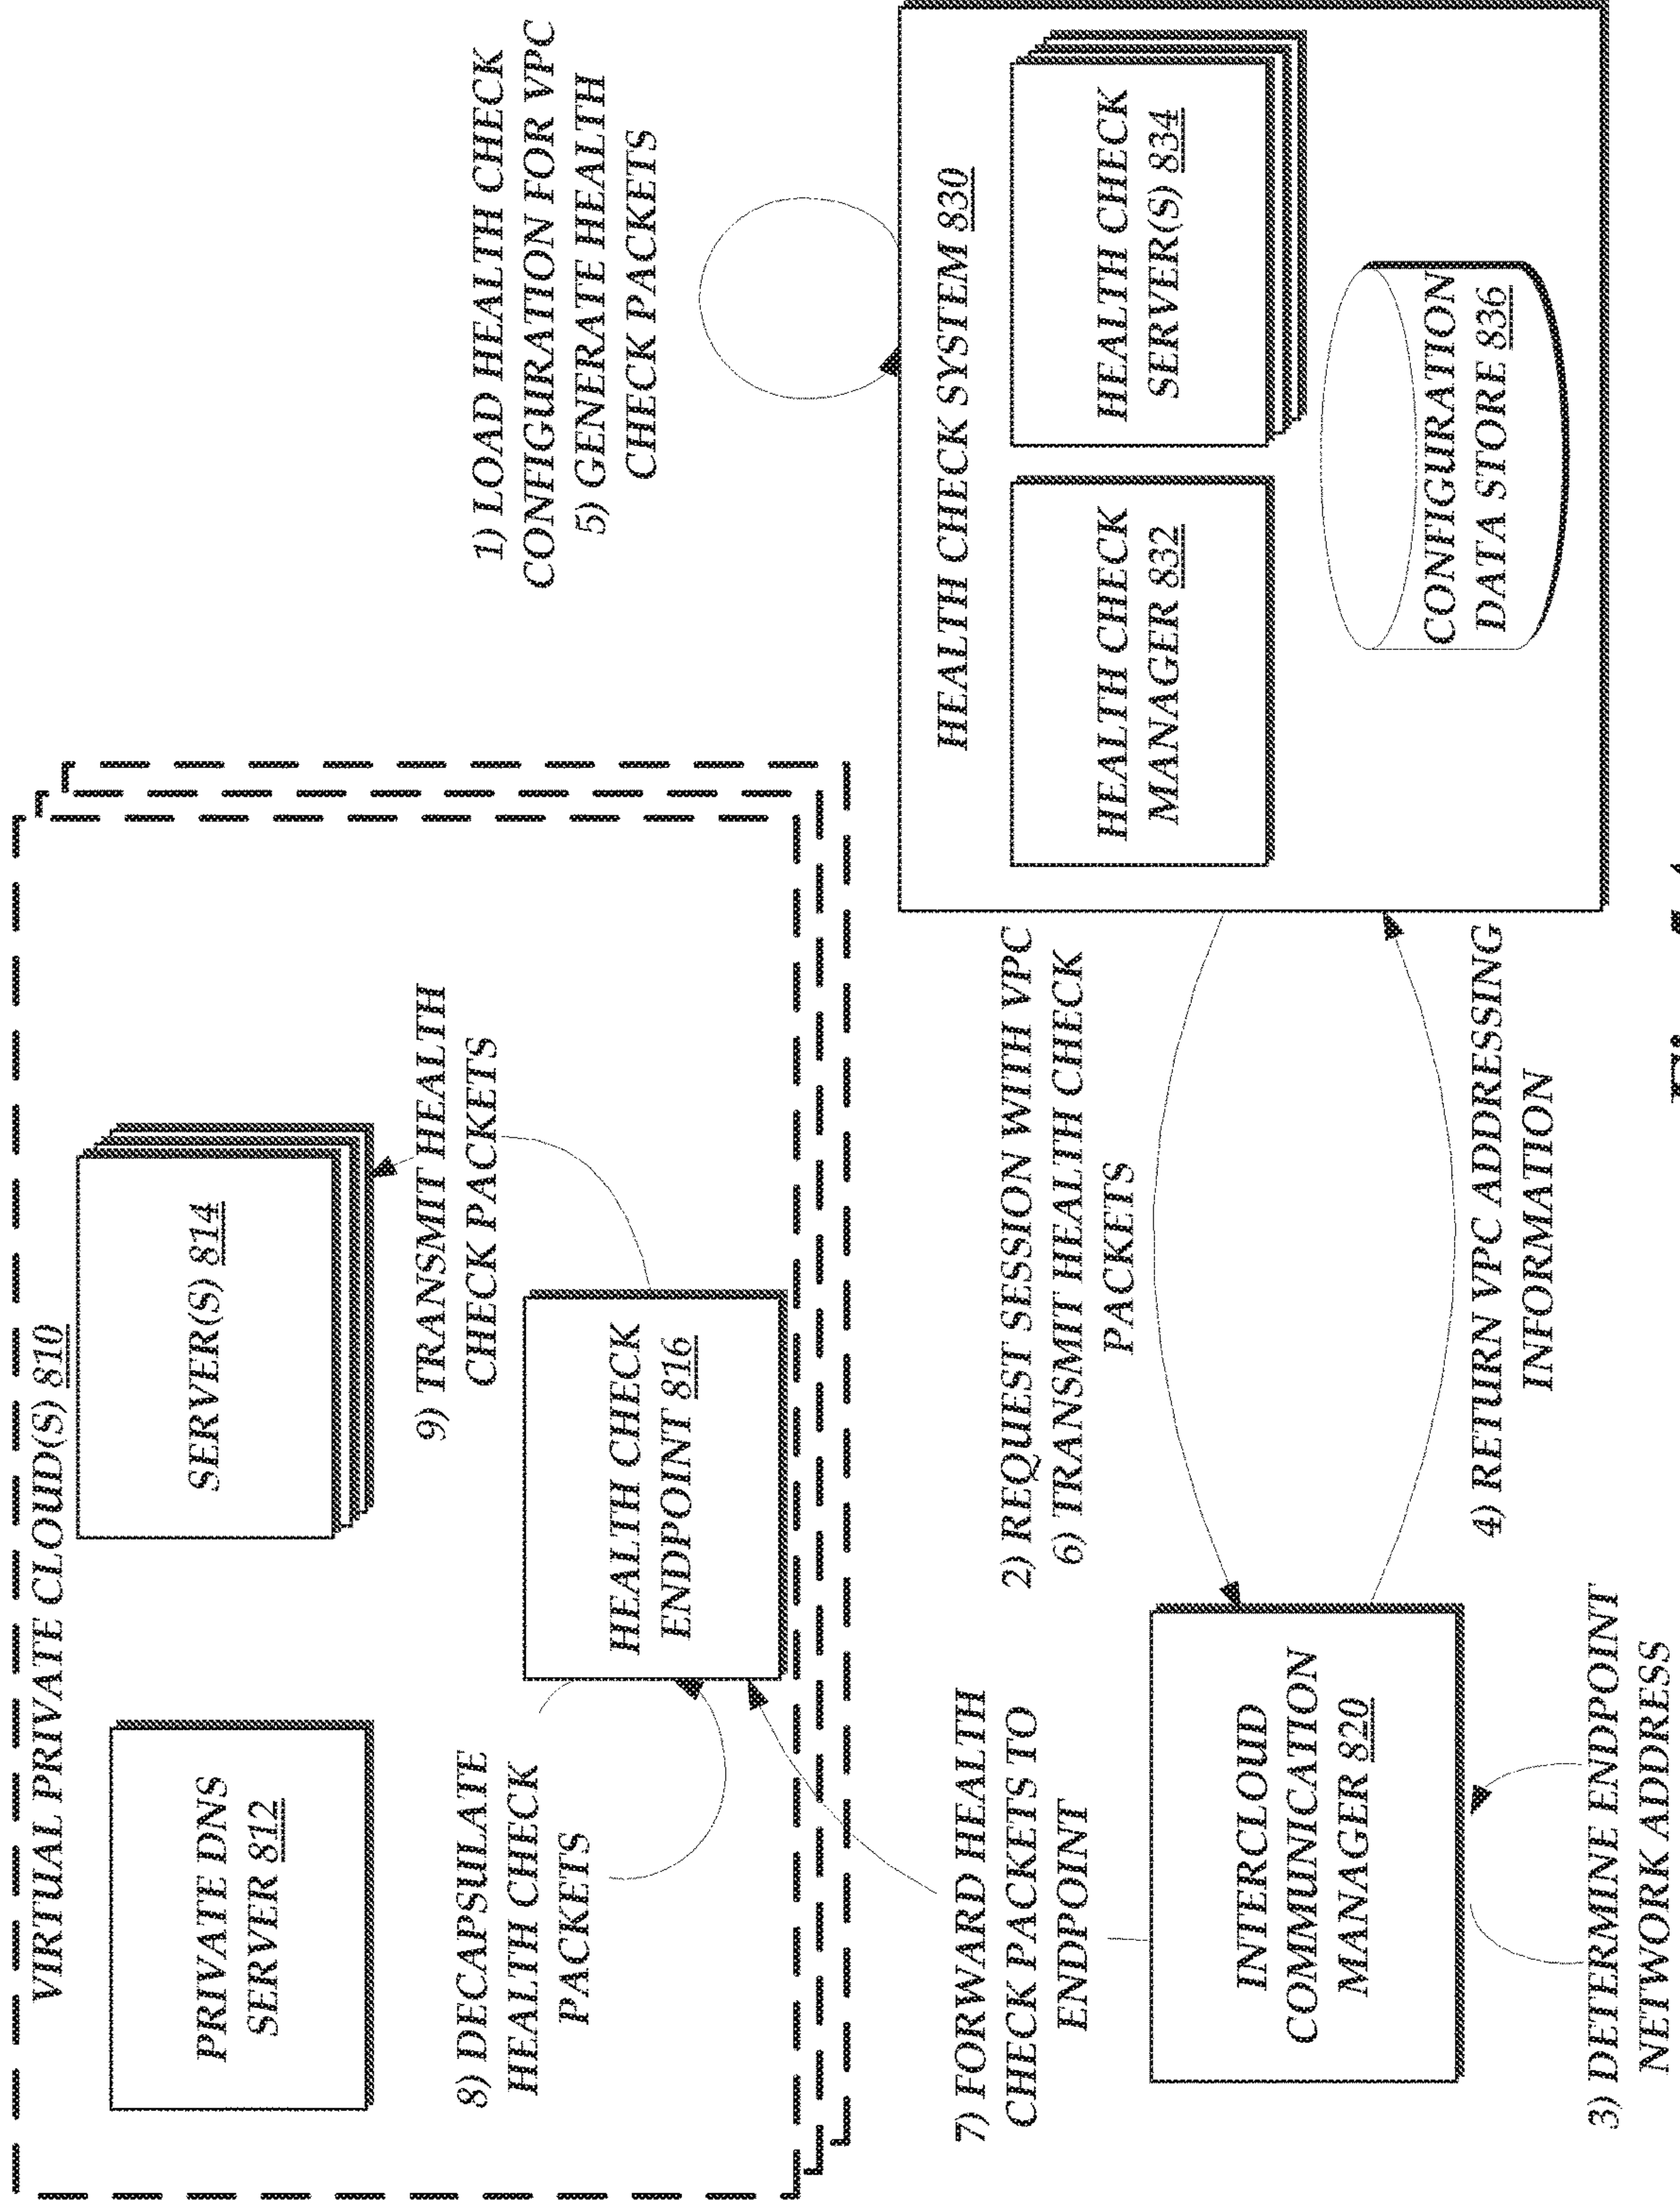 VIRTUAL PRIVATE CLOUD(S) 810
PRIVATE DNS
SERVER 812
SERVER(S) 814
8) DECAPSULATE
HEALTH CHECK
PACKETS
9) TRANSMIT HEALTH
CHECK PACKETS
HEALTH CHECK
ENDPOINT 816
1) LOAD HEALTH CHECK
CONFIGURATION FOR VPC
5) GENERATE HEALTH
CHECK PACKETS
7) FORWARD HEALTH
CHECK PACKETS TO
ENDPOINT
2) REQUEST SESSION WITH VPC
6) TRANSMIT HEALTH CHECK
PACKETS
HEALTH CHECK SYSTEM 830
HEALTH CHECK
MANAGER 832
HEALTH CHECK
SERVER(S) 834
CONFIGURATION
DATA STORE 836
INTERCLOUD
COMMUNICATION
MANAGER 820
4) RETURN VPC ADDRESSING
INFORMATION
3) DETERMINE ENDPOINT
NETWORK ADDRESS